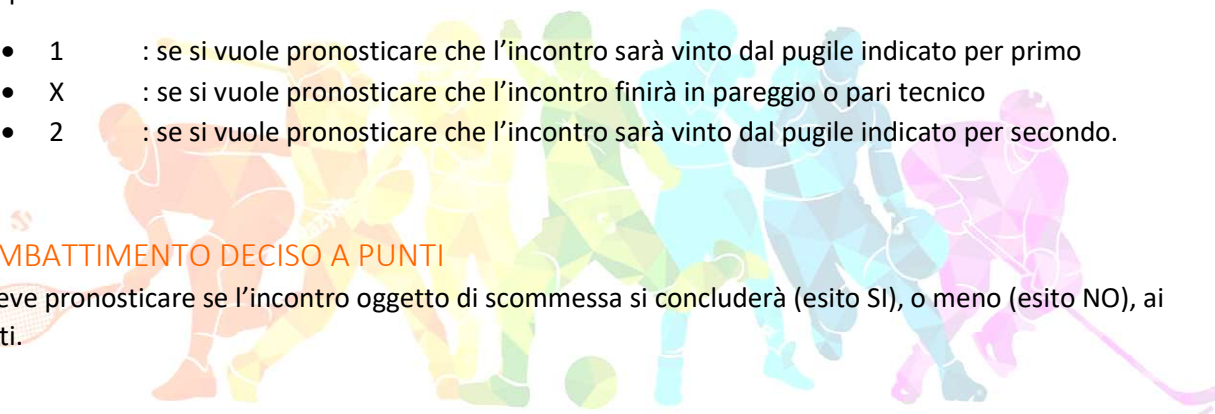 • 1 : se si vuole pronosticare che l’incontro sarà vinto dal pugile indicato per primo
• X : se si vuole pronosticare che l’incontro finirà in pareggio o pari tecnico
• 2 : se si vuole pronosticare che l’incontro sarà vinto dal pugile indicato per secondo.
MBATTIMENTO DECISO A PUNTI
eve pronosticare se l’incontro oggetto di scommessa si concluderà (esito SI), o meno (esito NO), ai
ti.